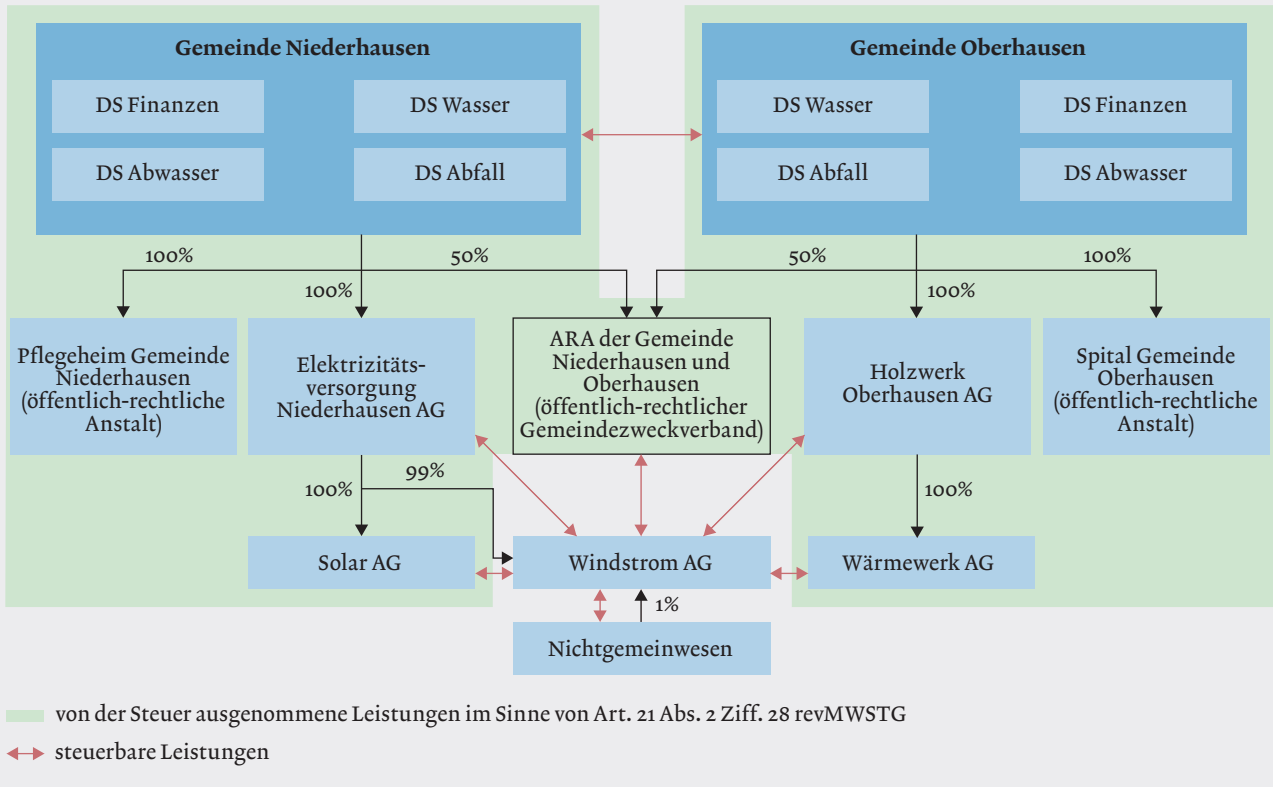 Gemeinde Niederhausen
Gemeinde Oberhausen
DS Finanzen
DS Wasser
DS Wasser
DS Finanzen
DS Abwasser
DS Abfall
DS Abfall
DS Abwasser
100%
50%
50%
100%
100%
100%
Pflegeheim Gemeinde
Niederhausen
(öffentlich-rechtliche
Anstalt)
Elektrizitäts-
versorgung
Niederhausen AG
ARA der Gemeinde
Niederhausen und
Oberhausen
(öffentlich-rechtlicher
Gemeindezweckverband)
Holzwerk
Oberhausen AG
Spital Gemeinde
Oberhausen
(öffentlich-rechtliche
Anstalt)
99%
100%
100%
Solar AG
Windstrom AG
Wärmewerk AG
1%
Nichtgemeinwesen
von der Steuer ausgenommene Leistungen im Sinne von Art. 21 Abs. 2 Ziff. 28 revMWSTG
steuerbare Leistungen